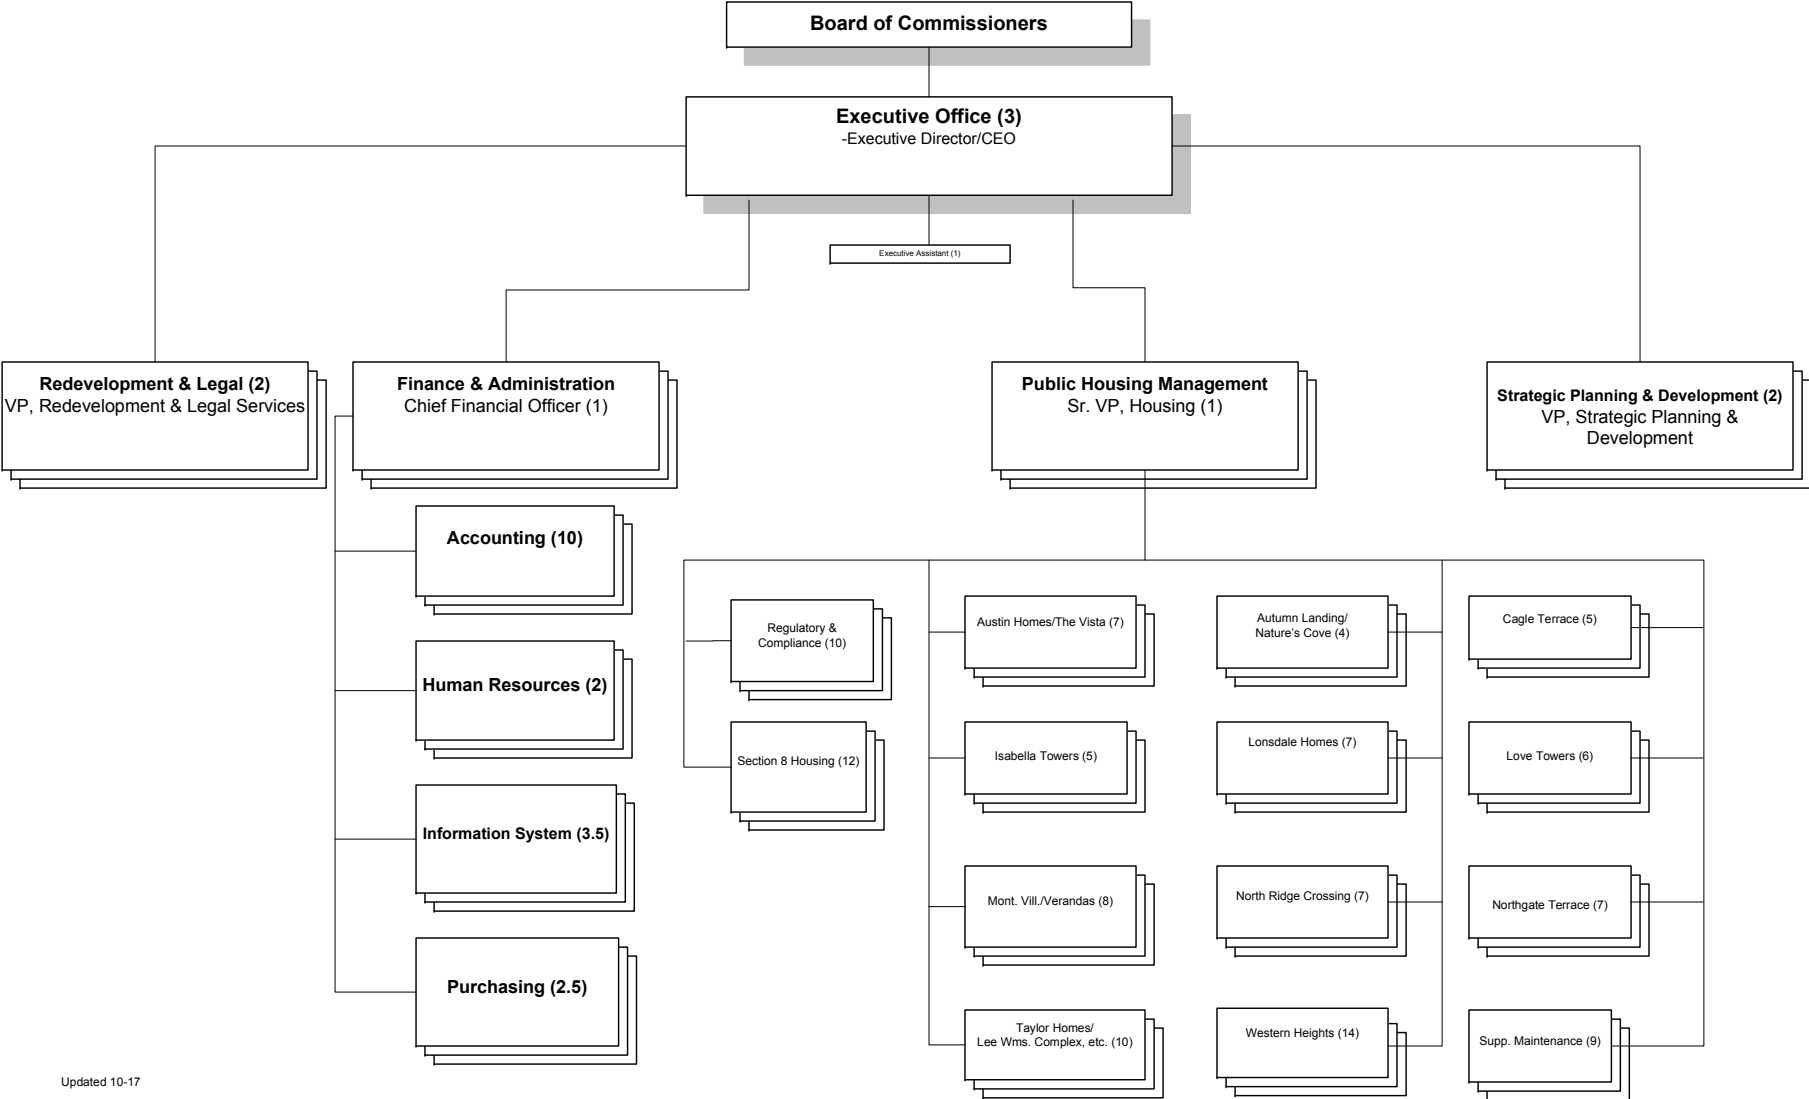 Board of Commissioners
Executive Office (3)
-Executive Director/CEO
Executive Assistant (1)
Redevelopment & Legal (2)
VP, Redevelopment & Legal Services
Finance & Administration
Chief Financial Officer (1)
Public Housing Management
Sr. VP, Housing (1)
Strategic Planning & Development (2)
VP, Strategic Planning &
Development
Accounting (10)
Human Resources (2)
Information System (3.5)
Purchasing (2.5)
Regulatory &
Compliance (10)
Section 8 Housing (12)
Austin Homes/The Vista (7)
Isabella Towers (5)
Mont. Vill./Verandas (8)
Taylor Homes/
Lee Wms. Complex, etc. (10)
Autumn Landing/
Nature's Cove (4)
Lonsdale Homes (7)
North Ridge Crossing (7)
Western Heights (14)
Cagle Terrace (5)
Love Towers (6)
Northgate Terrace (7)
Supp. Maintenance (9)
Updated 10-17